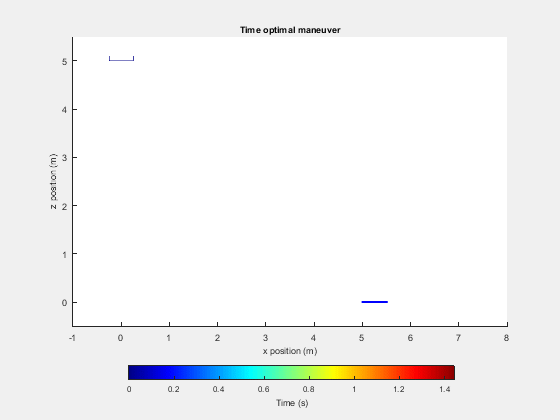 Time optimal maneuver
5
4
3
2
1
0
z position (m)
-1 0 1 2 3 4 5 6 7 8
x position (m)
0 0.2 0.4 0.6 0.8 1 1.2 1.4
Time (s)